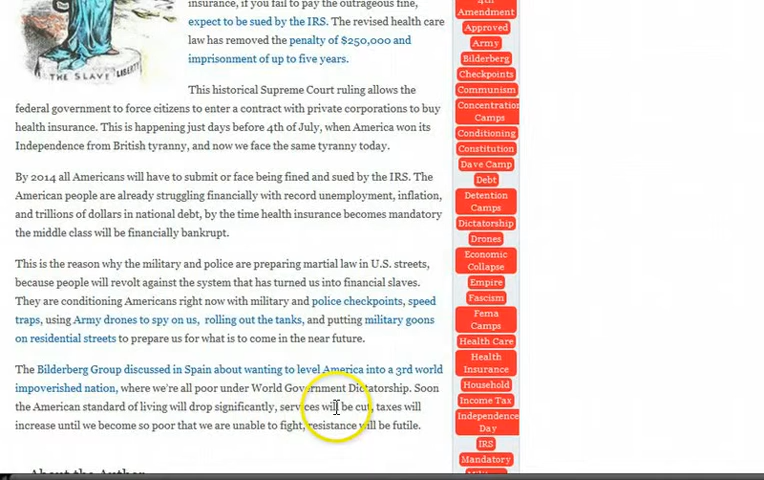 insurance, if you fail to pay the outrageous fine,
expect to be sued by the IRS. The revised health care
law has removed the penalty of $250,000 and
imprisonment of up to five years.
THE SLAVE LIBERTY
This historical Supreme Court ruling allows the
federal government to force citizens to enter a contract with private corporations to buy
health insurance. This is happening just days before 4th of July, when America won its
Independence from British tyranny, and now we face the same tyranny today.
By 2014 all Americans will have to submit or face being fined and sued by the IRS. The
American people are already struggling financially with record unemployment, inflation,
and trillions of dollars in national debt, by the time health insurance becomes mandatory
the middle class will be financially bankrupt.
This is the reason why the military and police are preparing martial law in U.S. streets,
because people will revolt against the system that has turned us into financial slaves.
They are conditioning Americans right now with military and police checkpoints, speed
traps, using Army drones to spy on us, rolling out the tanks, and putting military goons
on residential streets to prepare us for what is to come in the near future.
The Bilderberg Group discussed in Spain about wanting to level America into a 3rd world
impoverished nation, where we're all poor under World Government Dictatorship. Soon
the American standard of living will drop significantly, services will be cut, taxes will
increase until we become so poor that we are unable to fight, resistance will be futile.
About the Author
4th
Amendment
Approved
Army
Bilderberg
Checkpoints
Communism
Concentration
Camps
Conditioning
Constitution
Dave Camp
Debt
Detention
Camps
Dictatorship
Drones
Economic
Collapse
Empire
Fascism
Fema
Camps
Health Care
Health
Insurance
Household
Income Tax
Independence
Day
IRS
Mandatory